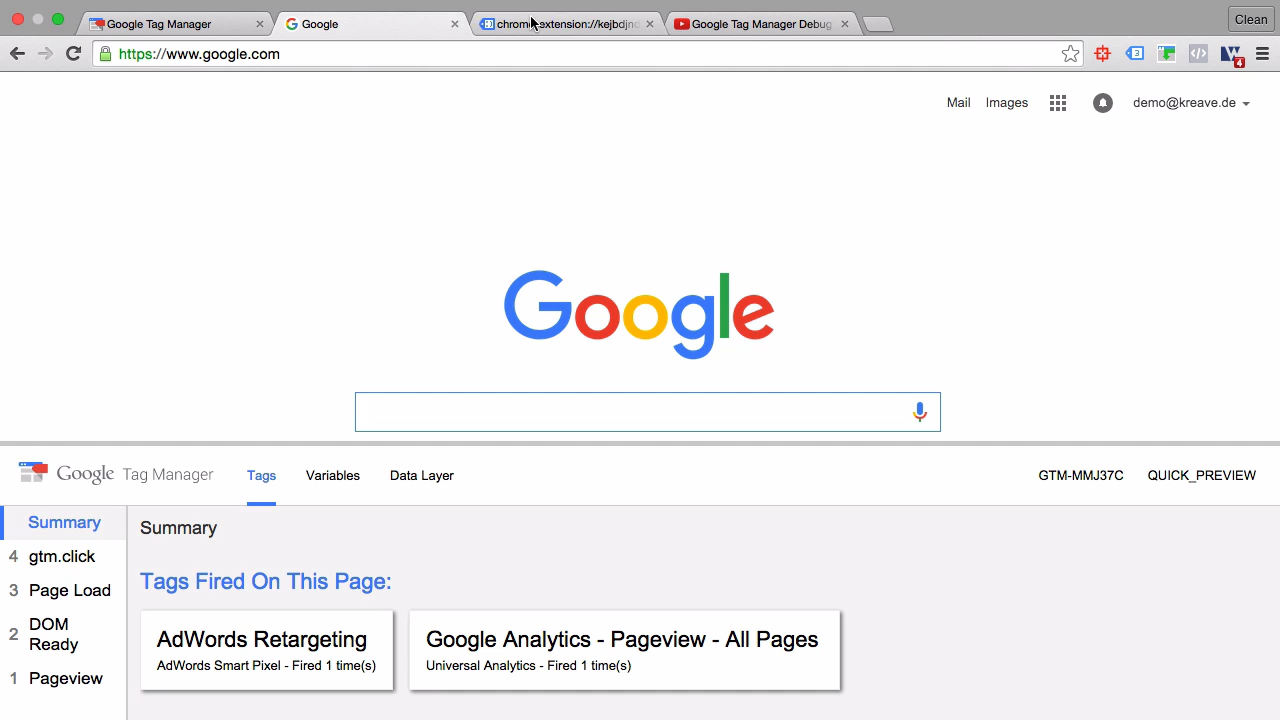 Google Tag Manager
Google
chrome-extension://kejbdjnd
Google Tag Manager Debug
Clean
https://www.google.com
3
4
Mail Images demo@kreave.de
Google
Google Tag Manager Tags Variables Data Layer GTM-MMJ37C QUICK_PREVIEW
Summary
4 gtm.click
3 Page Load
2 DOM Ready
1 Pageview
Summary
Tags Fired On This Page:
AdWords Retargeting
AdWords Smart Pixel - Fired 1 time(s)
Google Analytics - Pageview - All Pages
Universal Analytics - Fired 1 time(s)